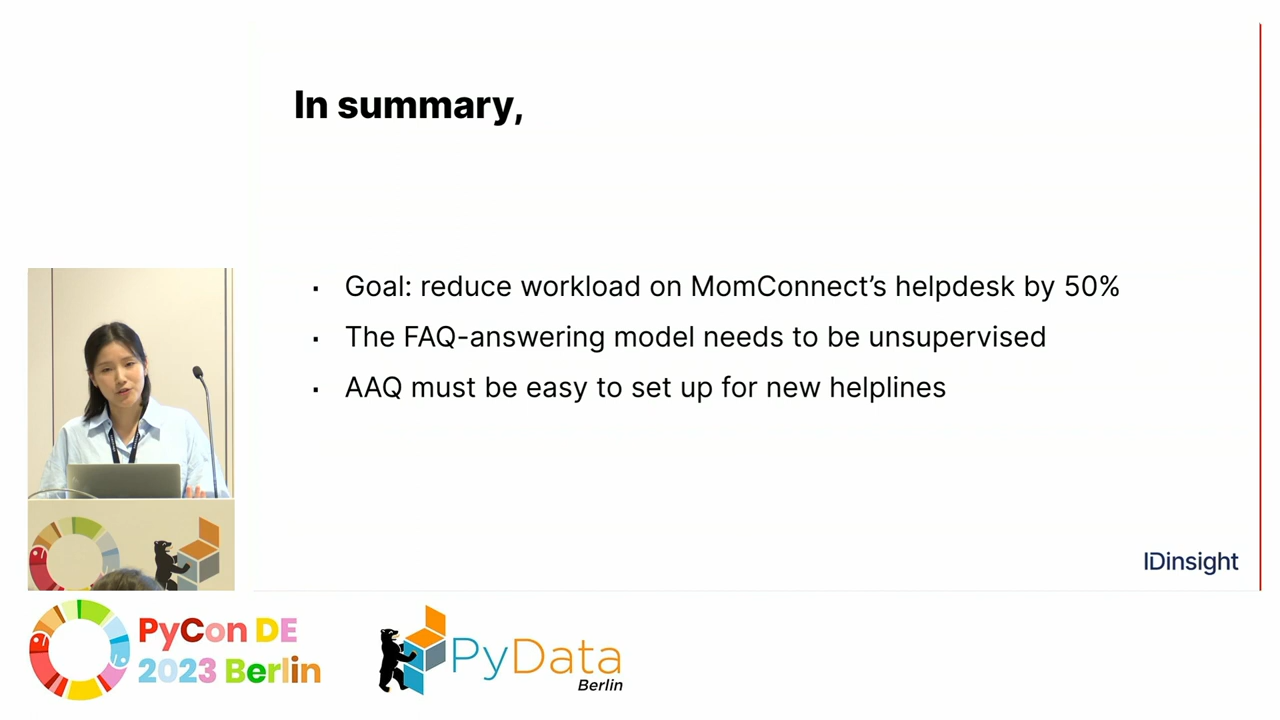 In summary,
· Goal: reduce workload on MomConnect’s helpdesk by 50%
· The FAQ-answering model needs to be unsupervised
· AAQ must be easy to set up for new helplines
IDinsight
PyCon DE
2023 Berlin
PyData
Berlin